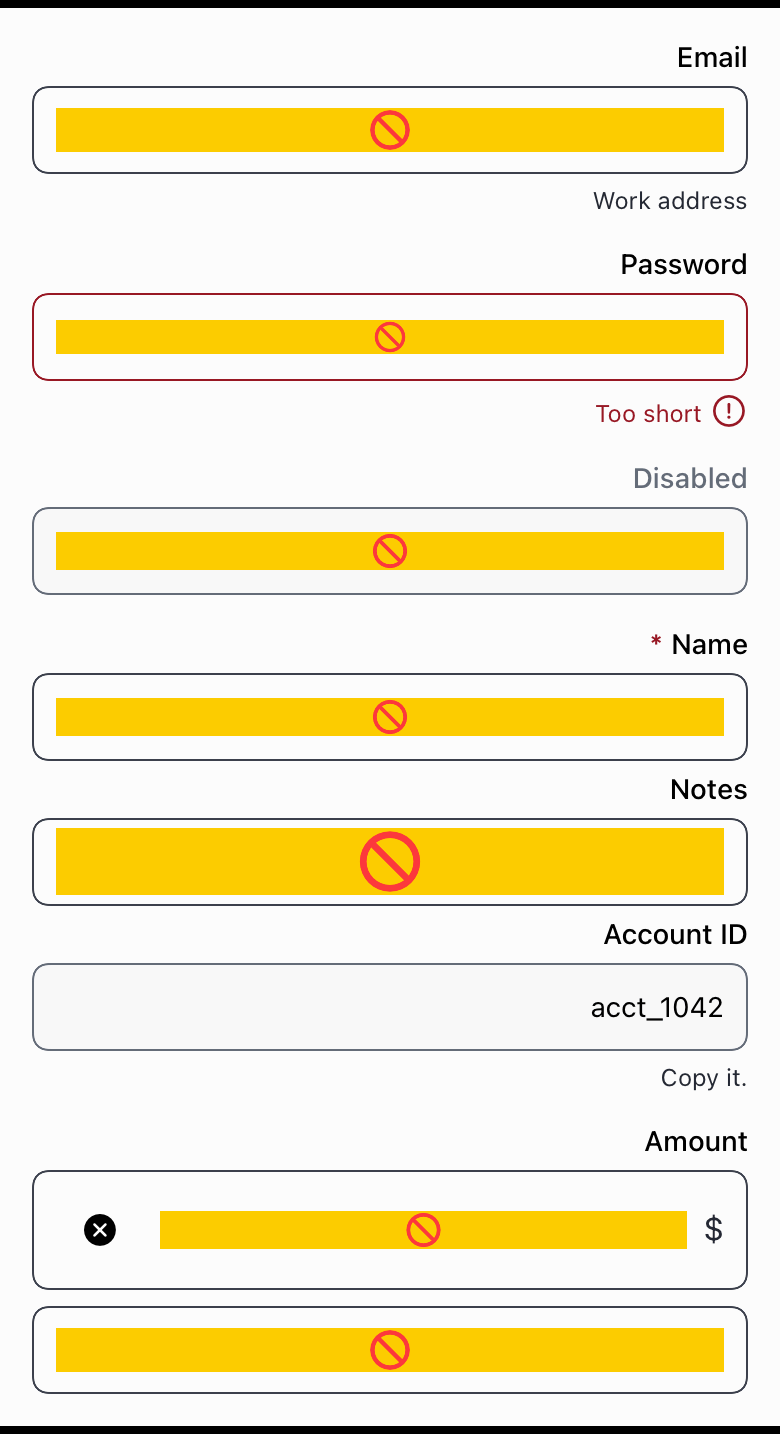 Email
Work address
Password
Too short
Disabled
* Name
Notes
Account ID
acct_1042
Copy it.
Amount
$